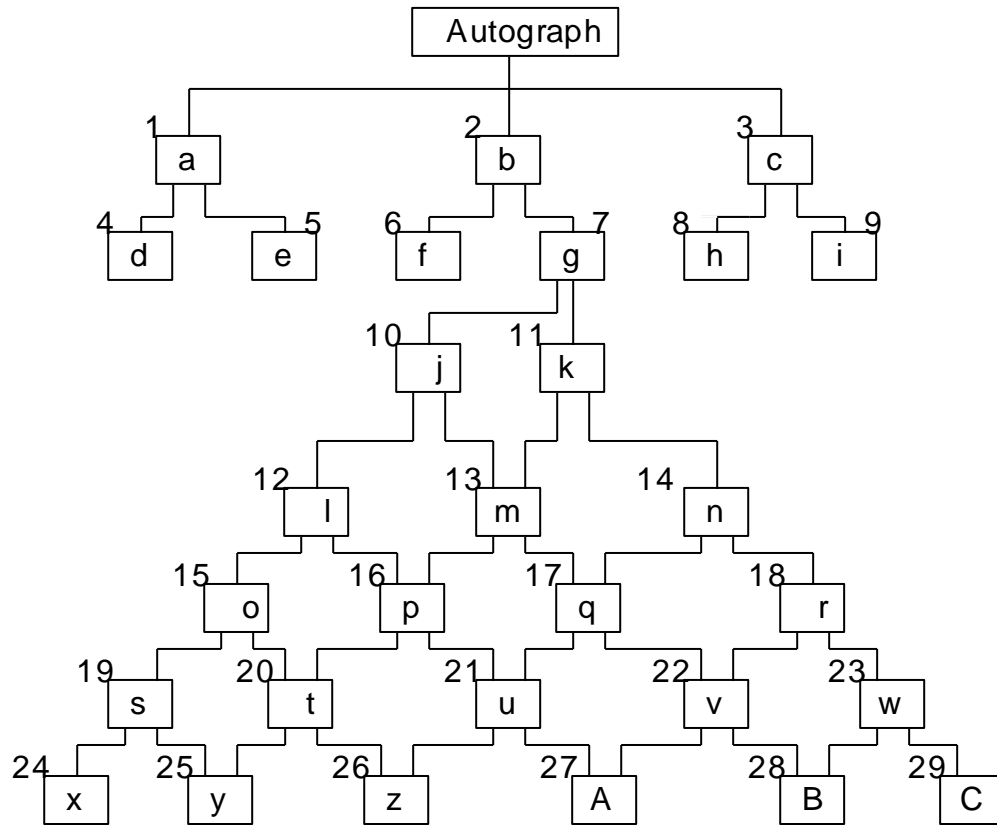 Autograph
1 2 3
a b c
4 5 6 7 8 9
d e f g h i
10 11
j k
12 13 14
l m n
15 16 17 18
o p q r
19 20 21 22 23
s t u v w
24 25 26 27 28 29
x y z A B C